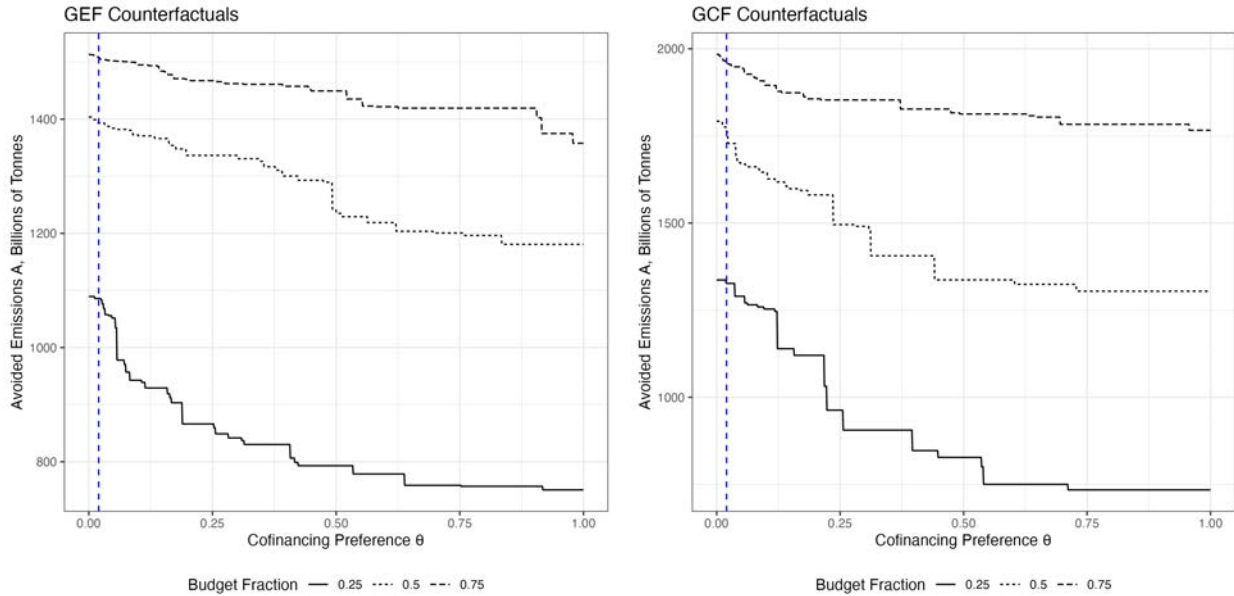 GEF Counterfactuals
Avoided Emissions A, Billions of Tonnes
1400
1200
1000
800
0.00 0.25 0.50 0.75 1.00
Cofinancing Preference θ
Budget Fraction 0.25 0.5 0.75
GCF Counterfactuals
Avoided Emissions A, Billions of Tonnes
2000
1500
1000
0.00 0.25 0.50 0.75 1.00
Cofinancing Preference θ
Budget Fraction 0.25 0.5 0.75